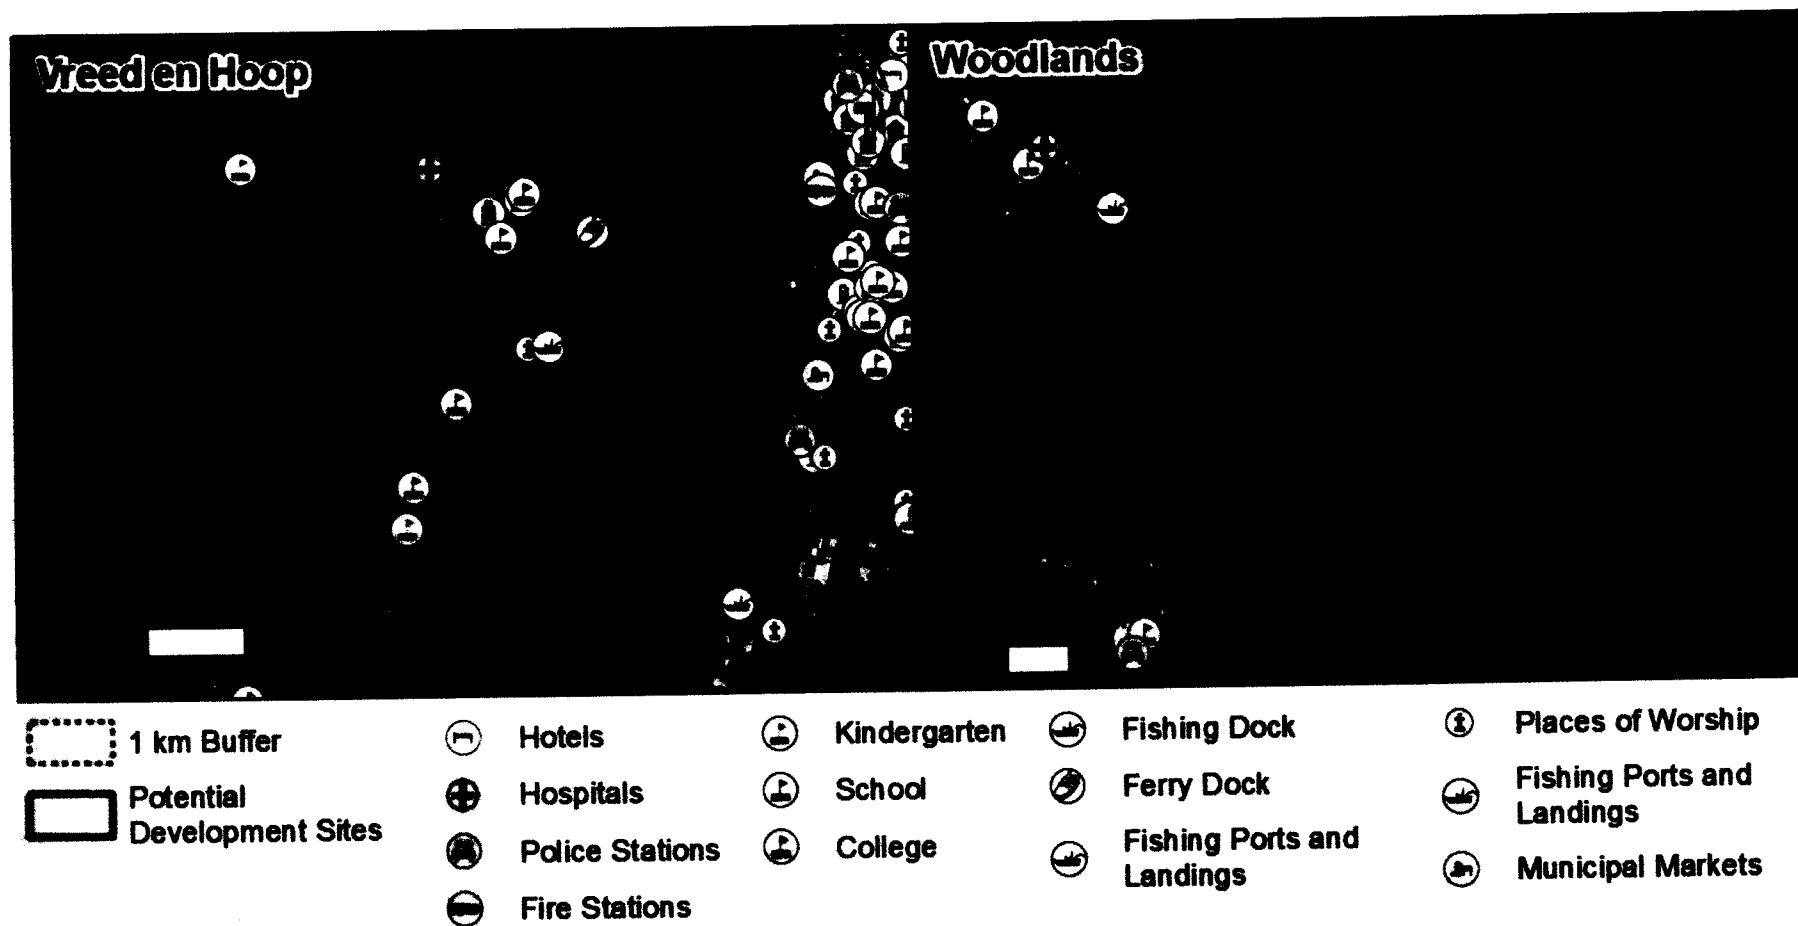 Vreed en Hoop
Woodlands
1 km Buffer
Potential
Development Sites
Hotels
Hospitals
Police Stations
Fire Stations
Kindergarten
School
College
Fishing Dock
Ferry Dock
Fishing Ports and
Landings
Places of Worship
Fishing Ports and
Landings
Municipal Markets